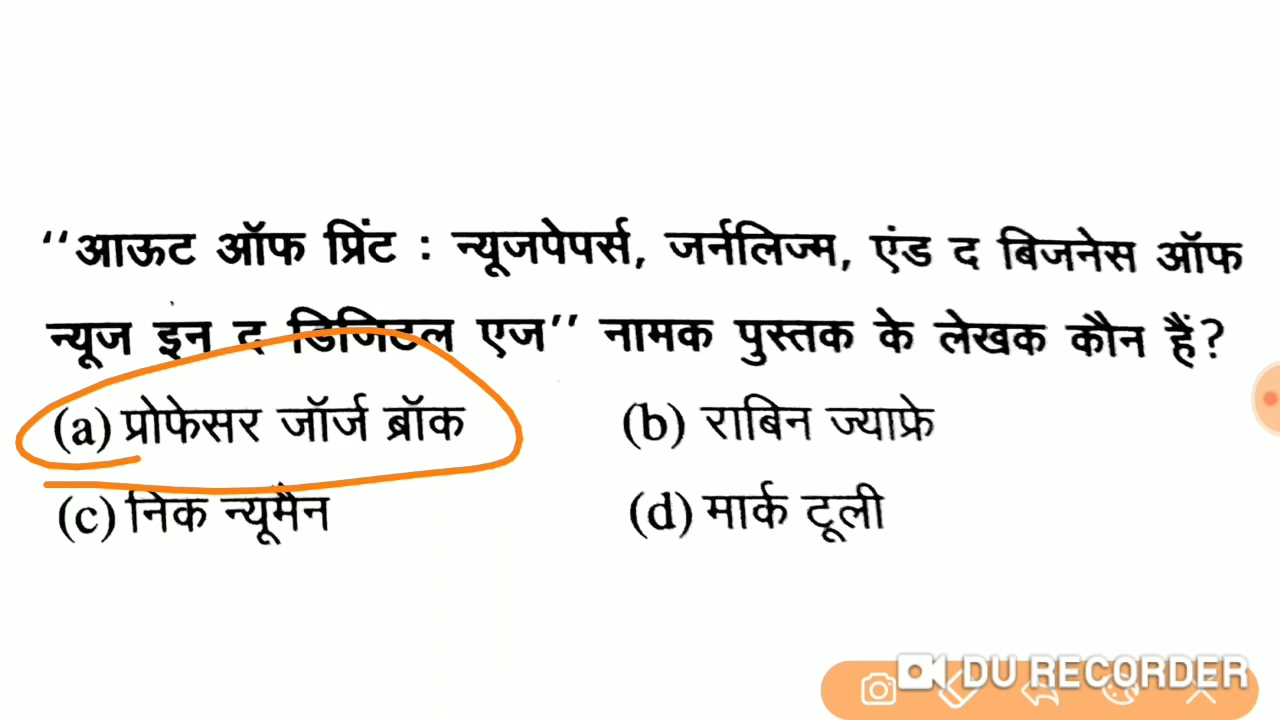 ‘‘आऊट ऑफ प्रिंट : न्यूजपेपर्स, जर्नलिज्म, एंड द बिजनेस ऑफ
न्यूज इन द डिजिटल एज’’ नामक पुस्तक के लेखक कौन हैं?
(a) प्रोफेसर जॉर्ज ब्रॉक (b) राबिन ज्याफ्रे
(c) निक न्यूमैन (d) मार्क टूली
DU RECORDER